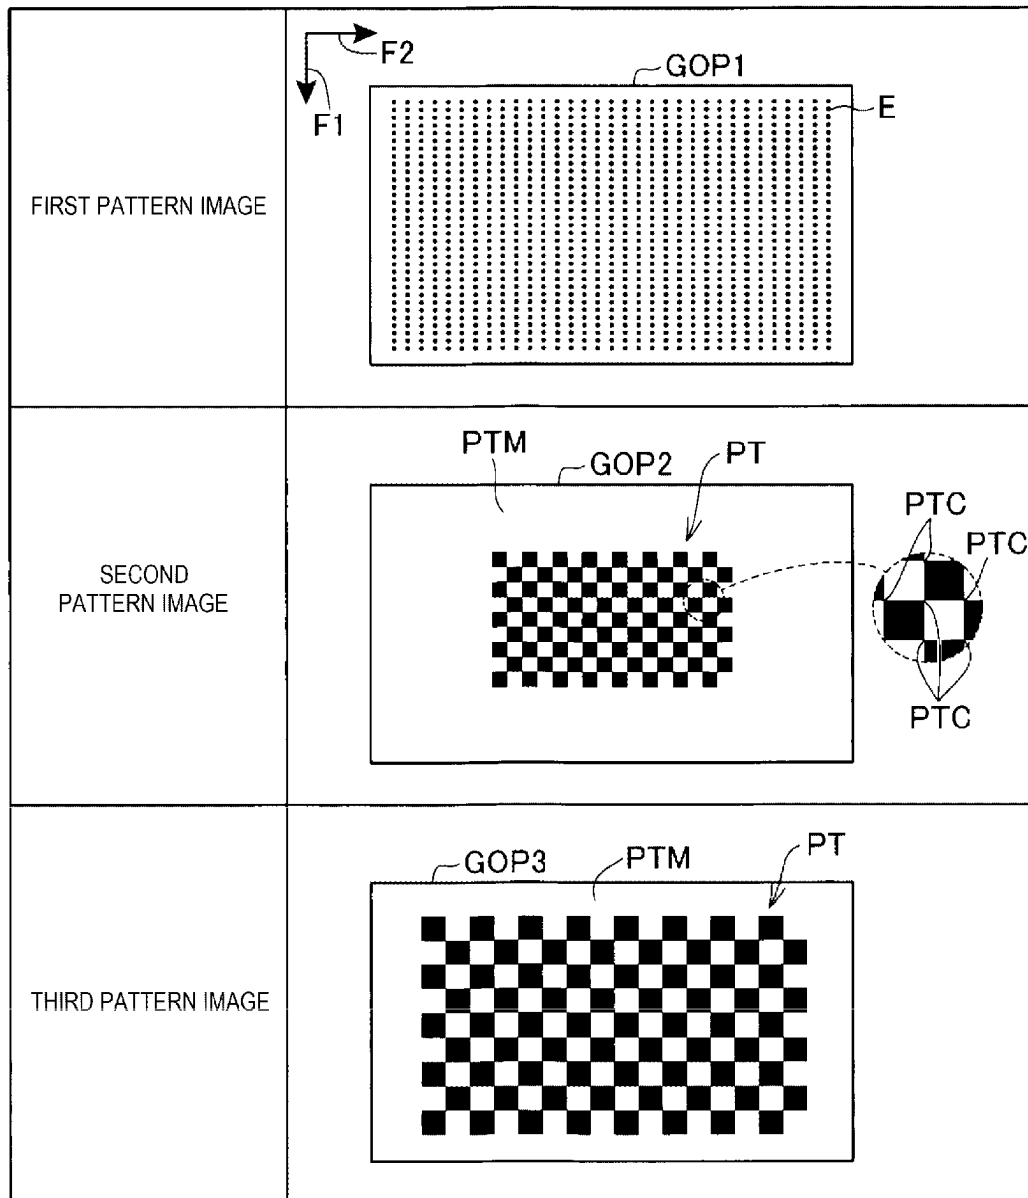 F2
F1
GOP1
E
FIRST PATTERN IMAGE
PTM
GOP2
PT
PTC
PTC
PTC
SECOND
PATTERN IMAGE
GOP3
PTM
PT
THIRD PATTERN IMAGE